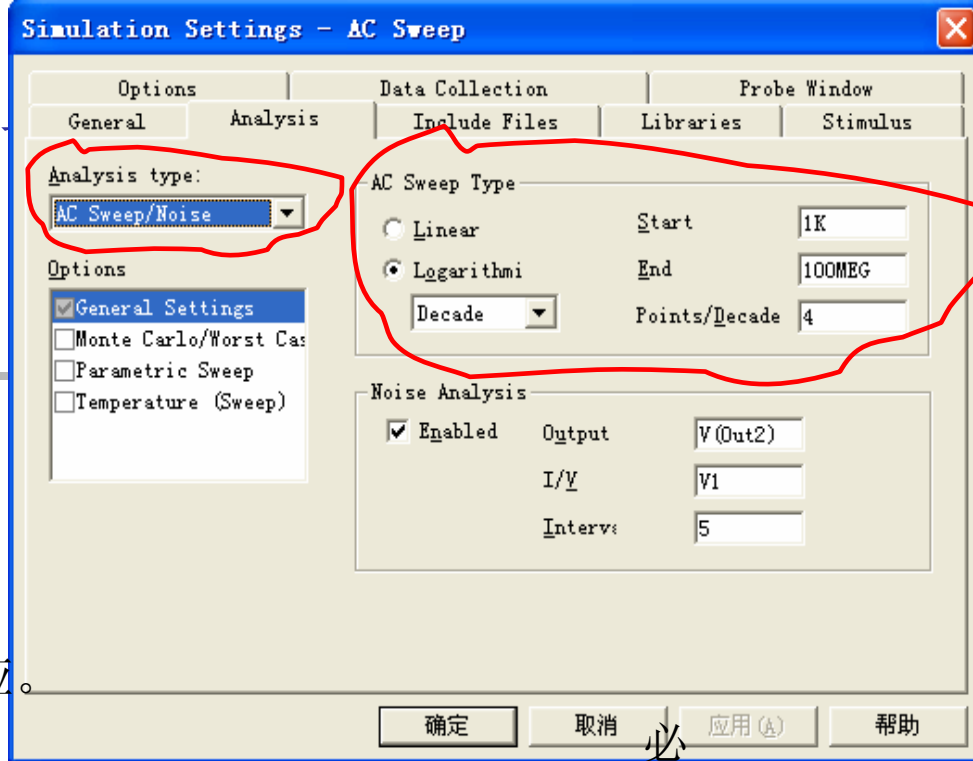 Simulation Settings - AC Sweep
Options Data Collection Probe Window
General Analysis Include Files Libraries Stimulus
Analysis type:
AC Sweep/Noise
Options
General Settings
Monte Carlo/Worst Cas
Parametric Sweep
Temperature (Sweep)
AC Sweep Type
Linear
Logarithmi
Decade
Start 1K
End 100MEG
Points/Decade 4
Noise Analysis
Enabled
Output V(Out2)
I/V V1
Interv 5
。
确定 取消 应用(A) 帮助
必